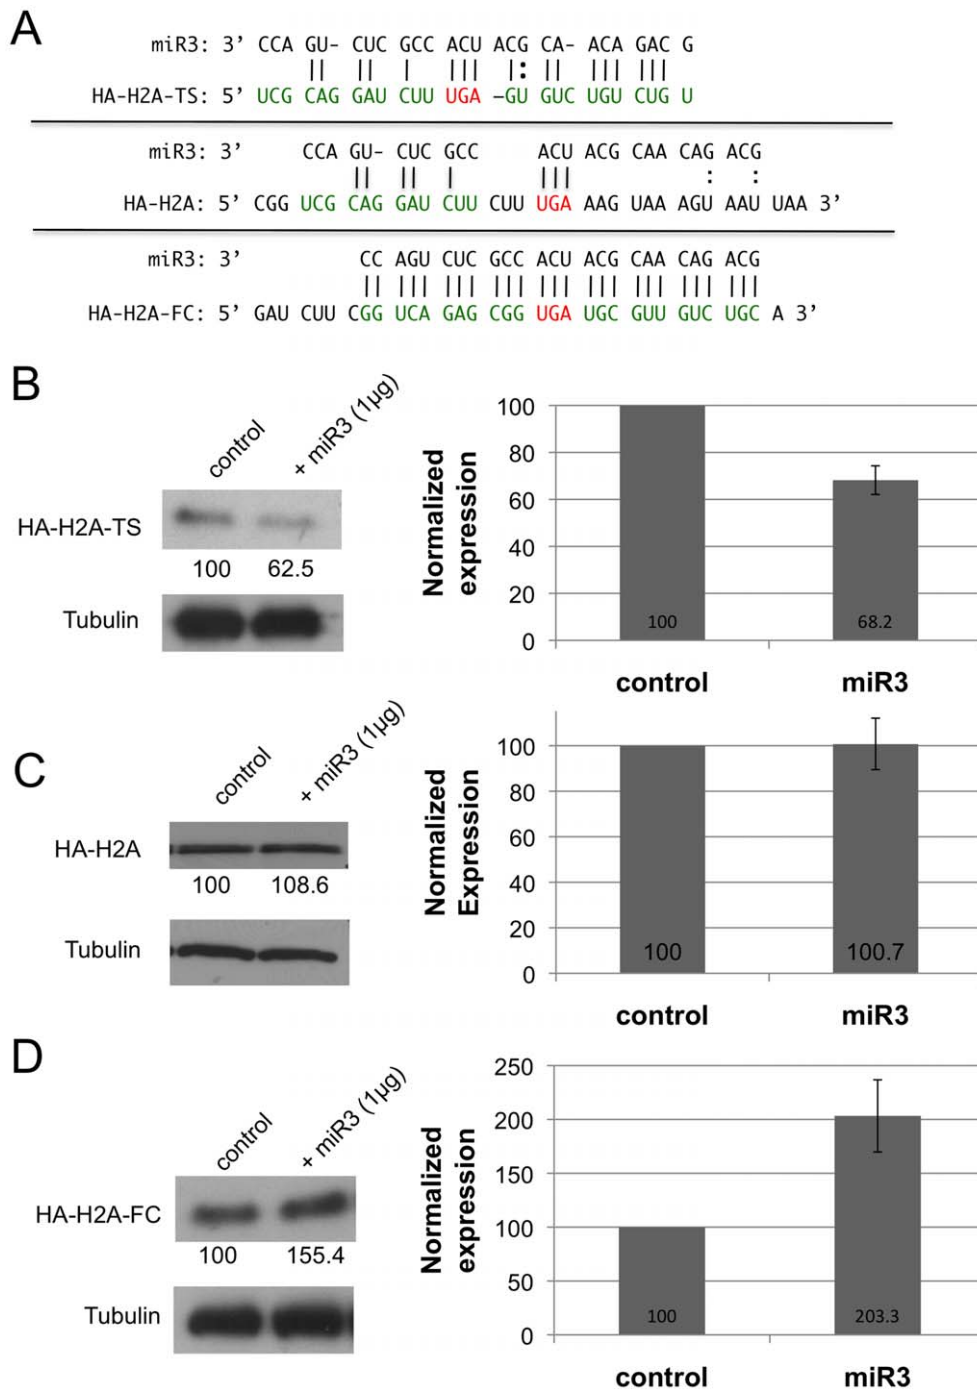 A
miR3: 3’ CCA GU- CUC GCC ACU ACG CA- ACA GAC G
HA-H2A-TS: 5’ UCG CAG GAU CUU UGA -GU GUC UGU CUG U
miR3: 3’ CCA GU- CUC GCC ACU ACG CAA CAG ACG
HA-H2A: 5’ CGG UCG CAG GAU CUU CUU UGA AAG UAA AGU AAU UAA 3’
miR3: 3’ CC AGU CUC GCC ACU ACG CAA CAG ACG
HA-H2A-FC: 5’ GAU CUU CGG UCA GAG CGG UGA UGC GUU GUC UGC A 3’
B
control
+ miR3 (1µg)
HA-H2A-TS
100 62.5
Tubulin
Normalized
expression
100
80
60
40
20
0
100
68.2
control miR3
C
control
+ miR3 (1µg)
HA-H2A
100 108.6
Tubulin
Normalized
Expression
100
80
60
40
20
0
100
100.7
control miR3
D
control
+ miR3 (1µg)
HA-H2A-FC
100 155.4
Tubulin
Normalized
expression
250
200
150
100
50
0
100
203.3
control miR3